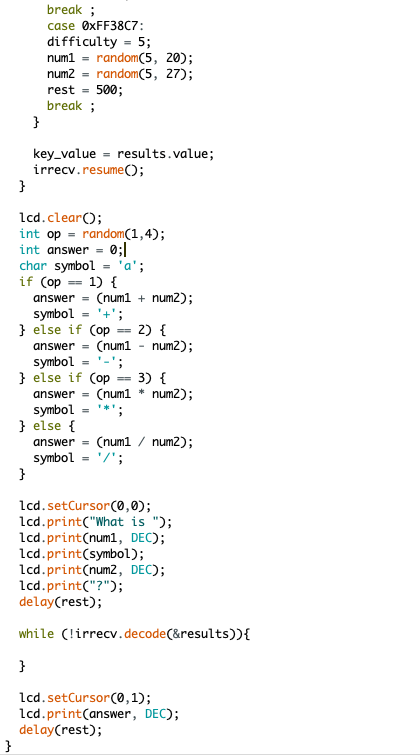 break ;
case 0xFF38C7:
difficulty = 5;
num1 = random(5, 20);
num2 = random(5, 27);
rest = 500;
break ;
}
key_value = results.value;
irrecv.resume();
}
lcd.clear();
int op = random(1,4);
int answer = 0;
char symbol = 'a';
if (op == 1) {
answer = (num1 + num2);
symbol = '+';
} else if (op == 2) {
answer = (num1 - num2);
symbol = '-';
} else if (op == 3) {
answer = (num1 * num2);
symbol = '*';
} else {
answer = (num1 / num2);
symbol = '/';
}
lcd.setCursor(0,0);
lcd.print("What is ");
lcd.print(num1, DEC);
lcd.print(symbol);
lcd.print(num2, DEC);
lcd.print("?");
delay(rest);
while (!irrecv.decode(&results)){
}
lcd.setCursor(0,1);
lcd.print(answer, DEC);
delay(rest);
}